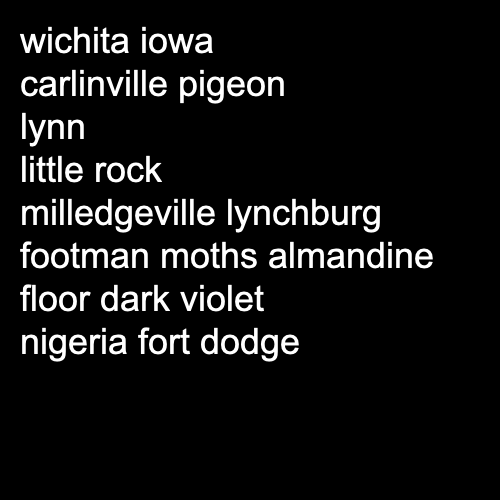 wichita iowa
carlinville pigeon
lynn
little rock
milledgeville lynchburg
footman moths almandine
floor dark violet
nigeria fort dodge